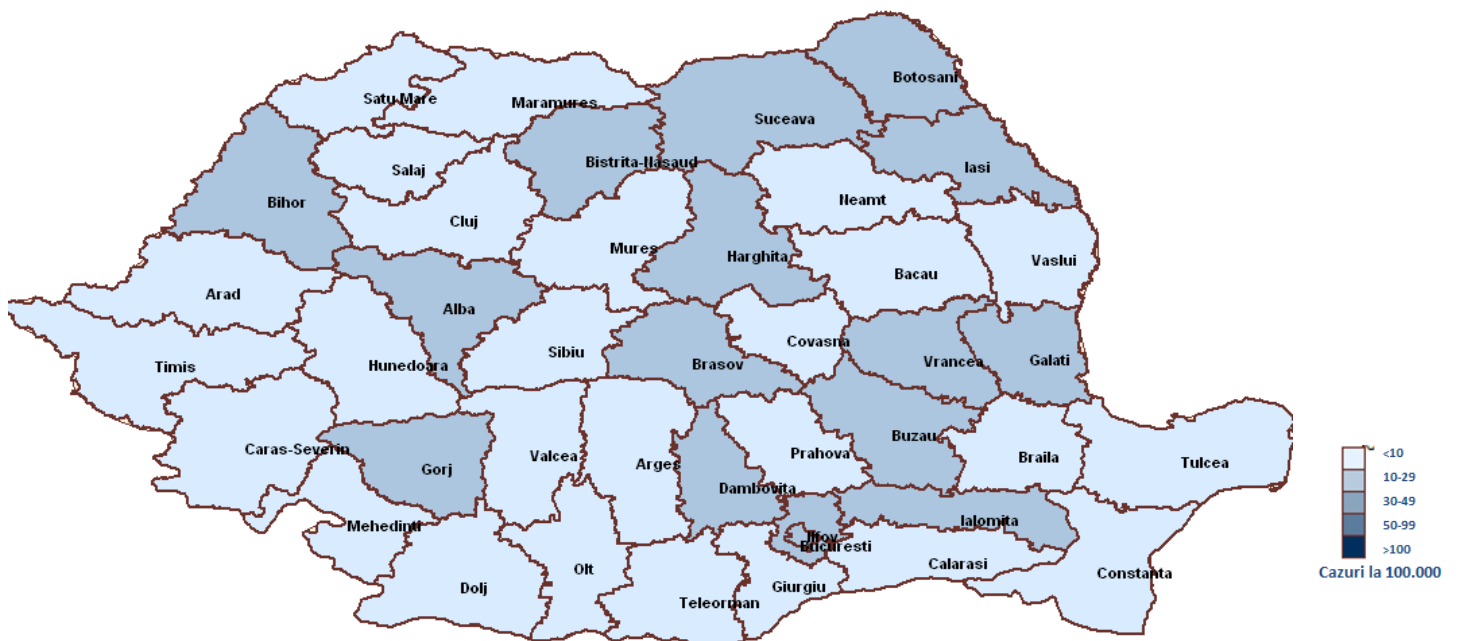 Botosani
Satu Mare
Maramures
Suceava
Bistrita-Nasaud
Iasi
Salaj
Bihor
Neamt
Cluj
Mures
Harghita
Vaslui
Bacau
Arad
Alba
Covasna
Sibiu
Vrancea
Galati
Timis
Hunedoara
Brasov
Buzau
Caras-Severin
Valcea
Prahova
Braila
Gorj
Arges
Tulcea
Dambovita
Ialomita
Mehedinti
Ilfov
Bucuresti
Calarasi
Olt
Constanta
Dolj
Giurgiu
Teleorman
<10
10-29
30-49
50-99
>100
Cazuri la 100.000